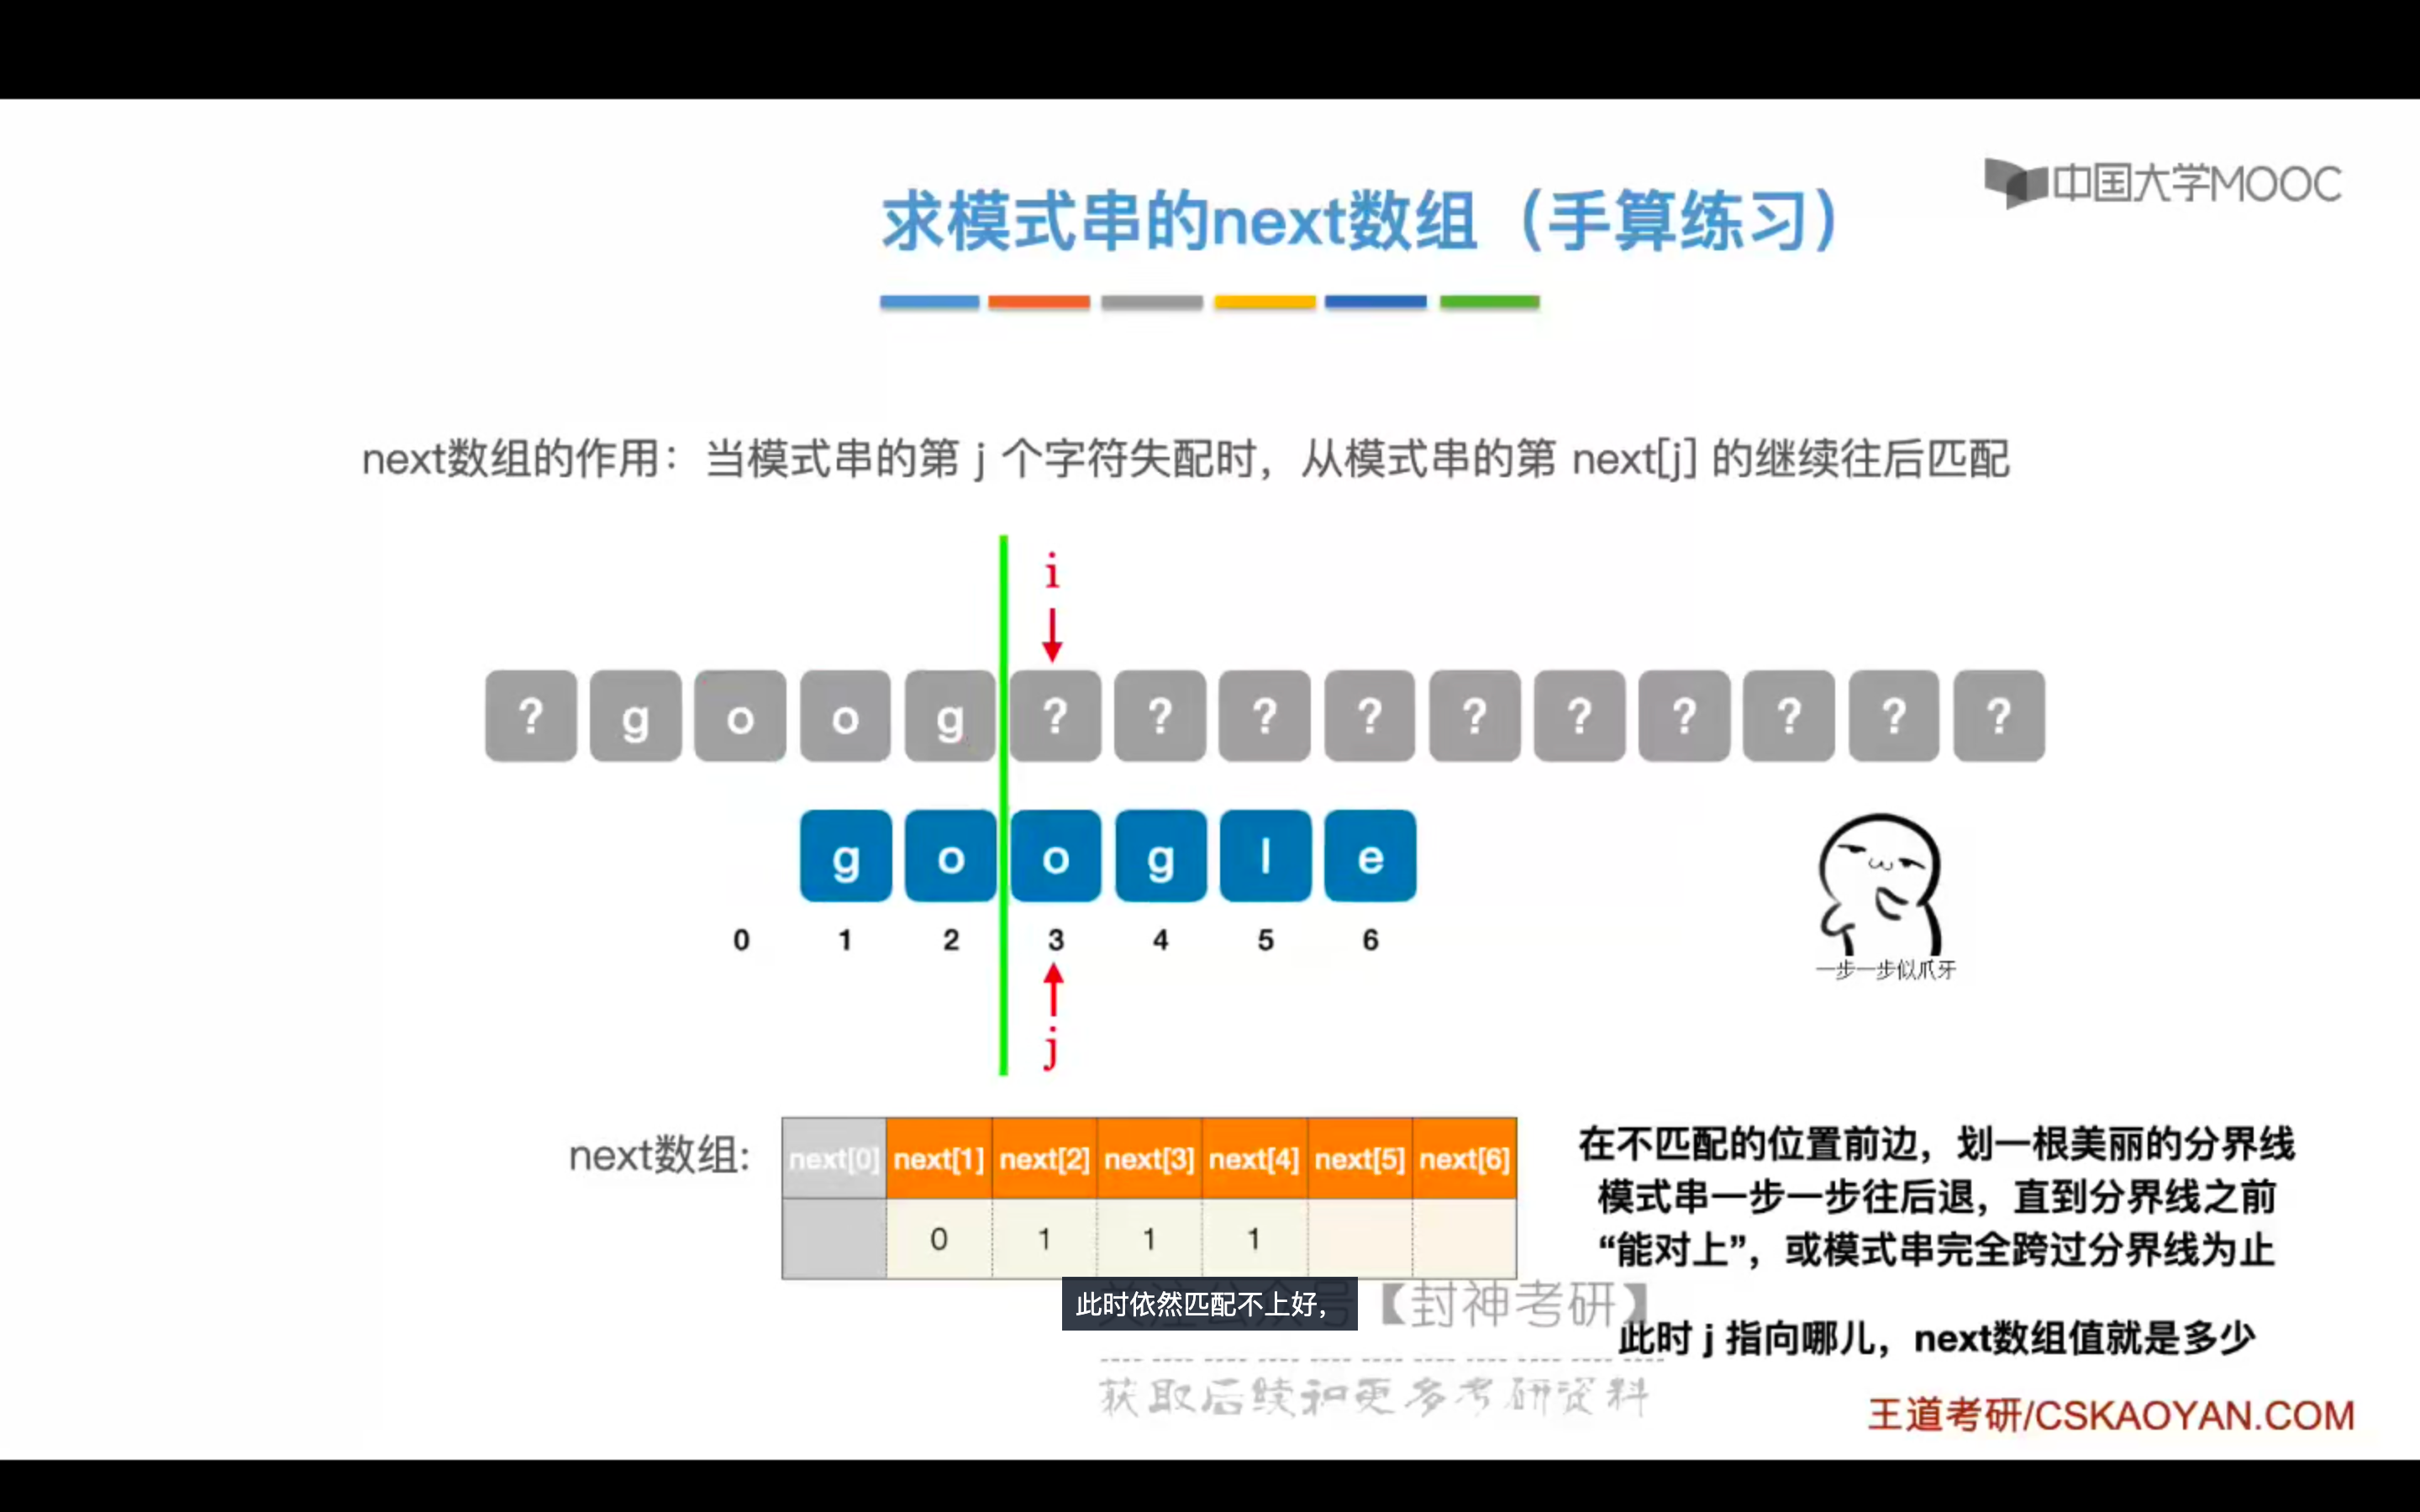 中国大学MOOC
求模式串的next数组（手算练习）
next数组的作用：当模式串的第 j 个字符失配时，从模式串的第 next[j] 的继续往后匹配
i
? g o o g ? ? ? ? ? ? ? ? ? ?
g o o g l e
0 1 2 3 4 5 6
一步一步似爪牙
j
next数组:
next[0] next[1] next[2] next[3] next[4] next[5] next[6]
0 1 1 1
在不匹配的位置前边，划一根美丽的分界线
模式串一步一步往后退，直到分界线之前
“能对上”，或模式串完全跨过分界线为止
此时依然匹配不上好，
【封神考研】
此时 j 指向哪儿，next数组值就是多少
获取后续和更多考研资料
王道考研/CSKAOYAN.COM